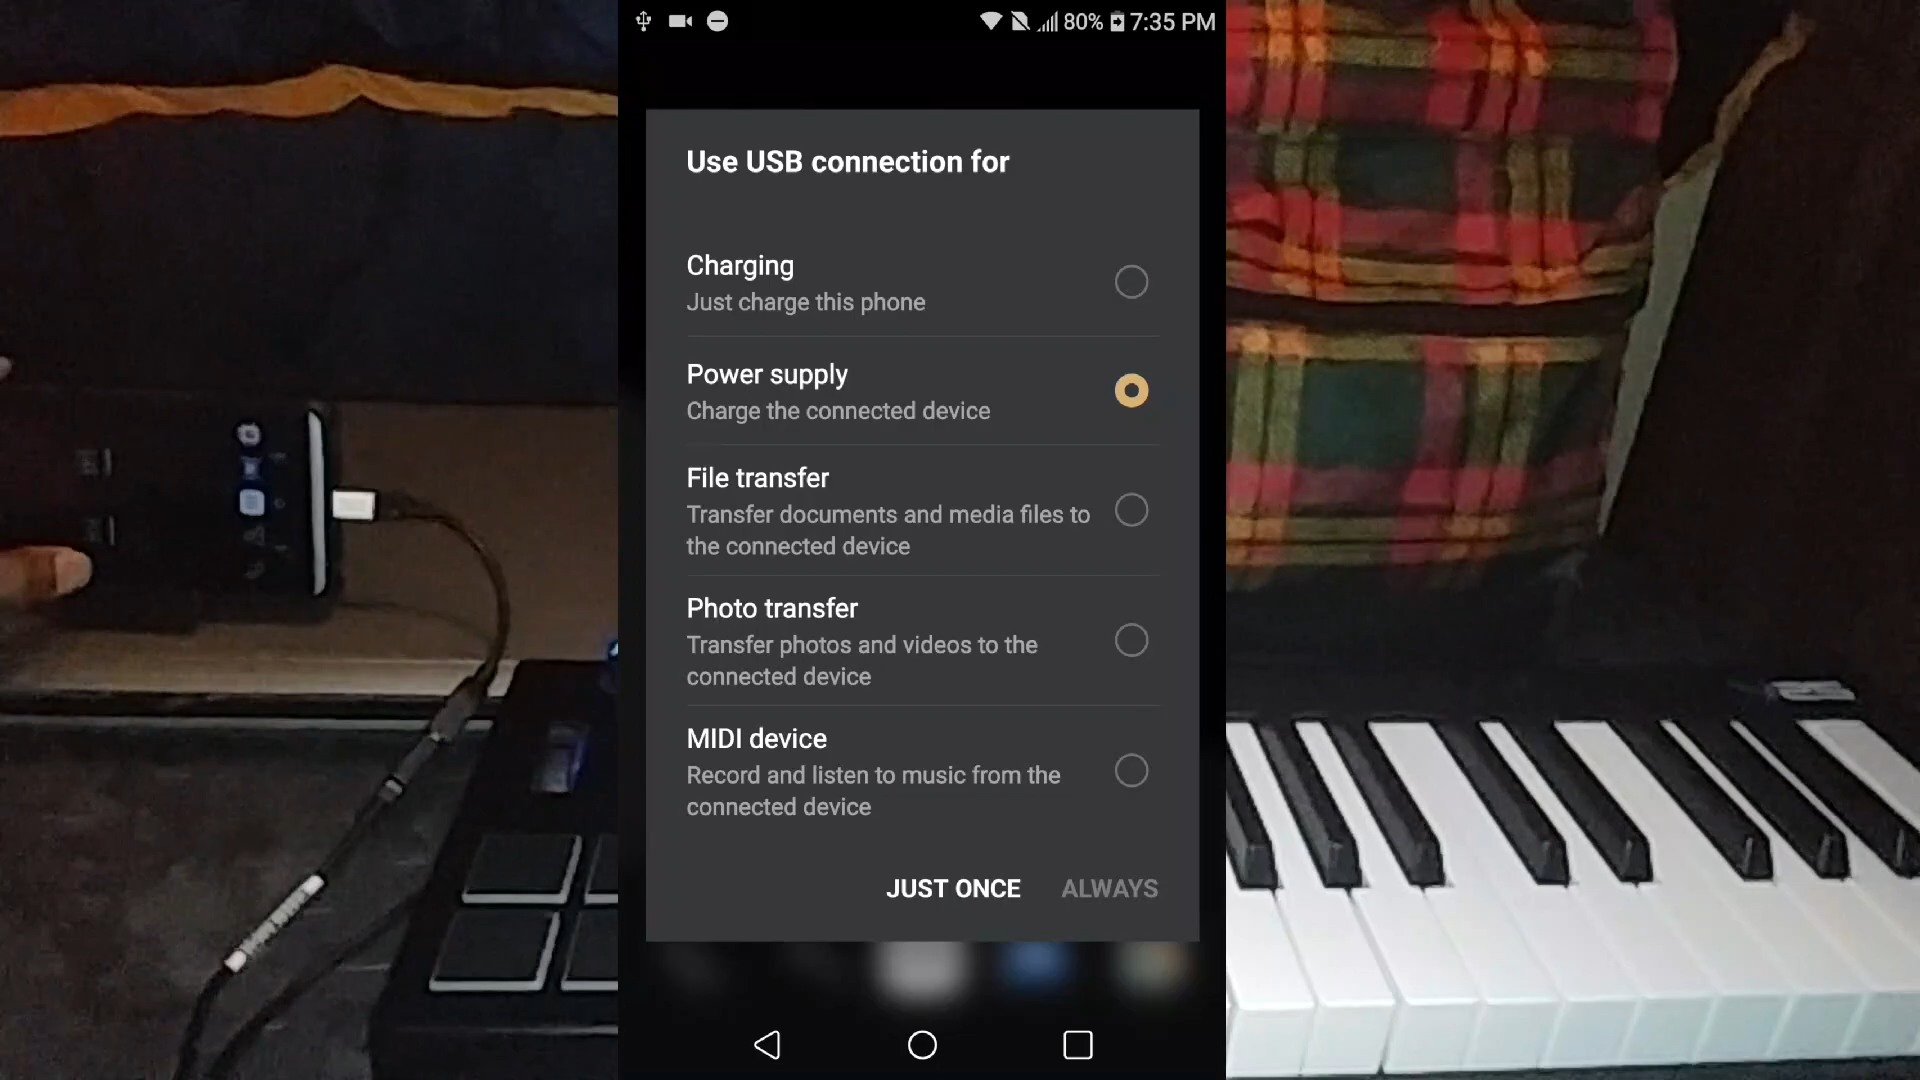 80% 7:35 PM
Use USB connection for
Charging
Just charge this phone
Power supply
Charge the connected device
File transfer
Transfer documents and media files to
the connected device
Photo transfer
Transfer photos and videos to the
connected device
MIDI device
Record and listen to music from the
connected device
JUST ONCE ALWAYS